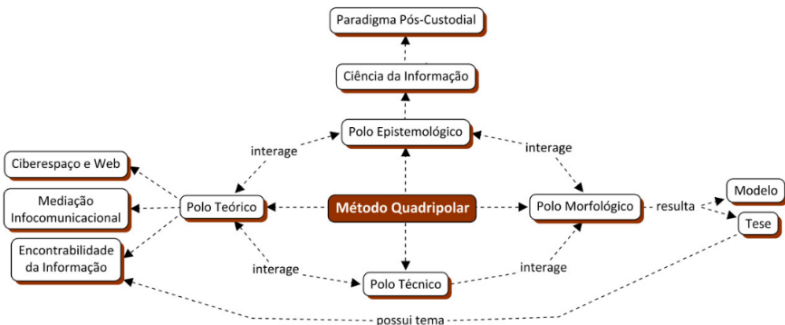 Paradigma Pós-Custodial
Ciência da Informação
Polo Epistemológico
interage
interage
Ciberespaço e Web
Mediação
Infocomunicacional
Encontrabilidade
da Informação
Polo Teórico
Método Quadripolar
Polo Morfológico
resulta
Modelo
Tese
interage
Polo Técnico
interage
possui tema